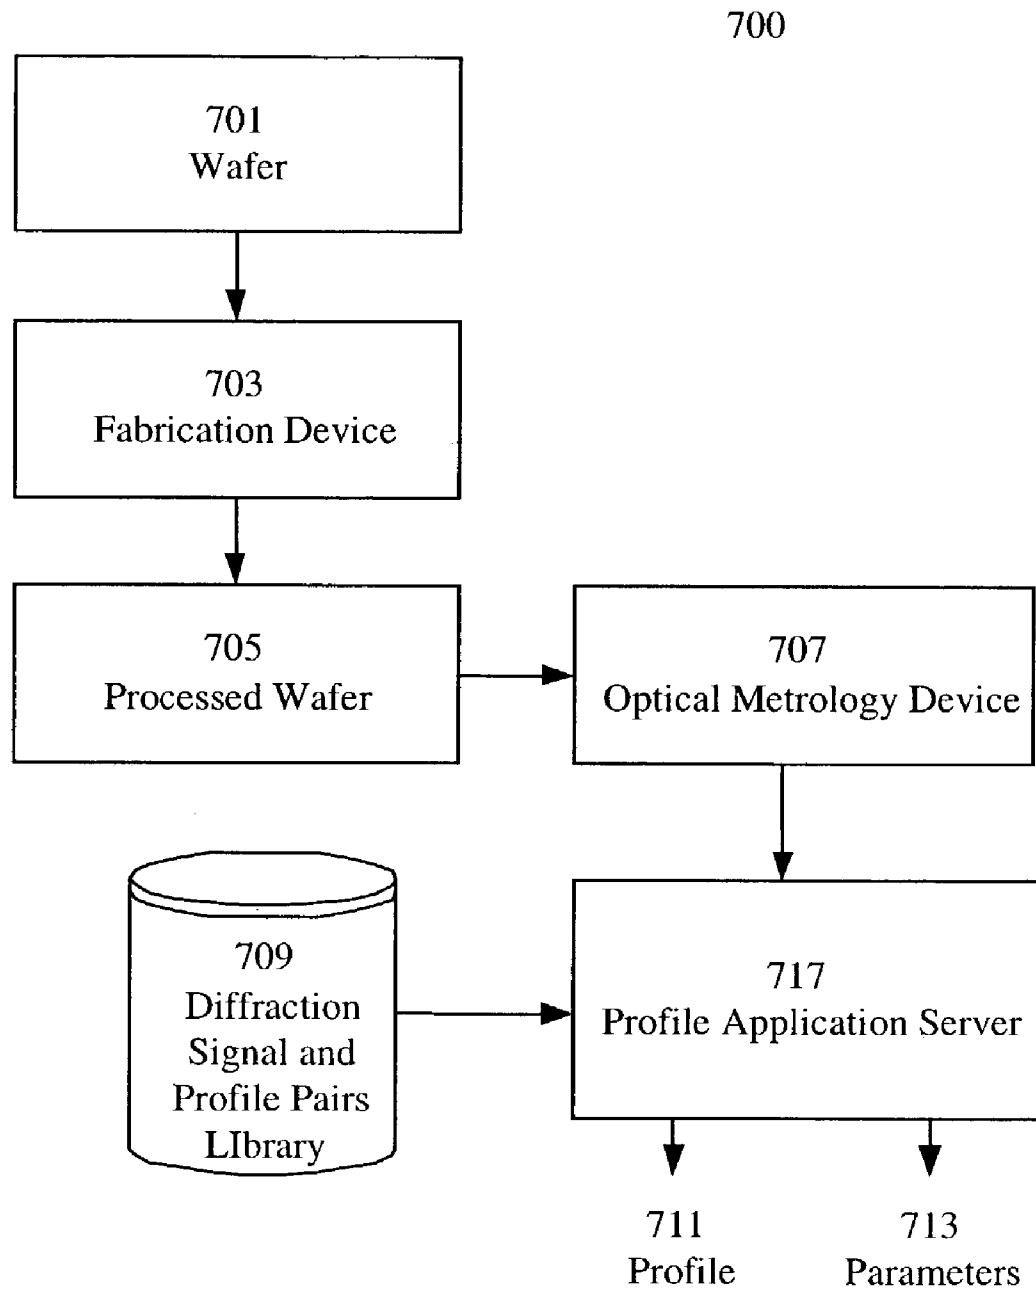 700
701
Wafer
703
Fabrication Device
705
Processed Wafer
707
Optical Metrology Device
709
Diffraction
Signal and
Profile Pairs
LIbrary
717
Profile Application Server
711
Profile
713
Parameters